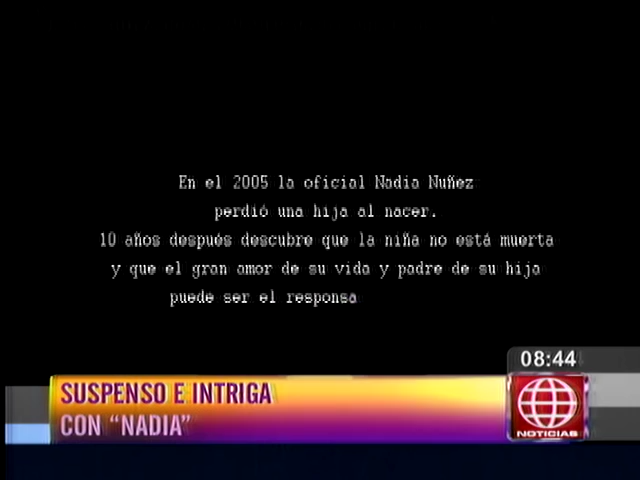 En el 2005 la oficial Nadia Nuñez
perdió una hija al nacer.
10 años después descubre que la niña no está muerta
y que el gran amor de su vida y padre de su hija
puede ser el responsa
08:44
SUSPENSO E INTRIGA
CON "NADIA"
NOTICIAS